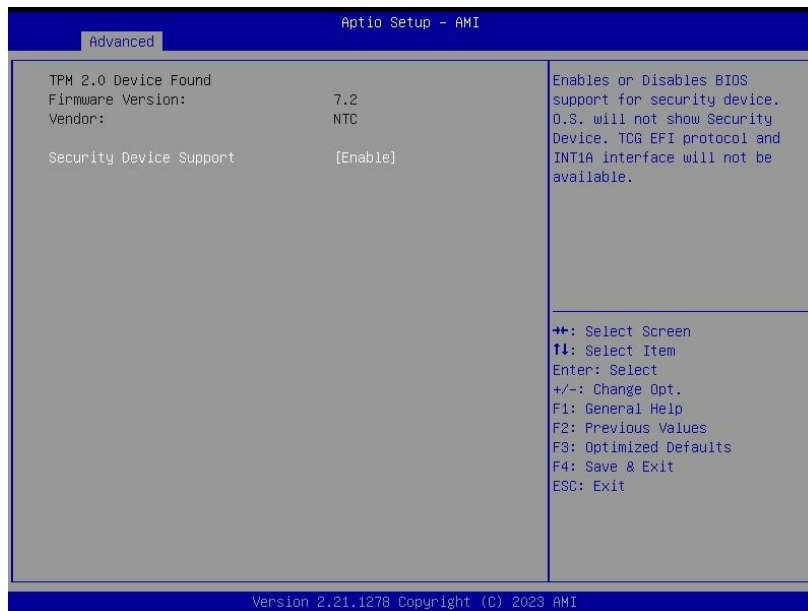 Aptio Setup - AMI
Advanced
TPM 2.0 Device Found
Firmware Version: 7.2
Vendor: NTC
Security Device Support [Enable]
Enables or Disables BIOS
support for security device.
O.S. will not show Security
Device. TCG EFI protocol and
INT1A interface will not be
available.
→←: Select Screen
↑↓: Select Item
Enter: Select
+/-: Change Opt.
F1: General Help
F2: Previous Values
F3: Optimized Defaults
F4: Save & Exit
ESC: Exit
Version 2.21.1278 Copyright (C) 2023 AMI